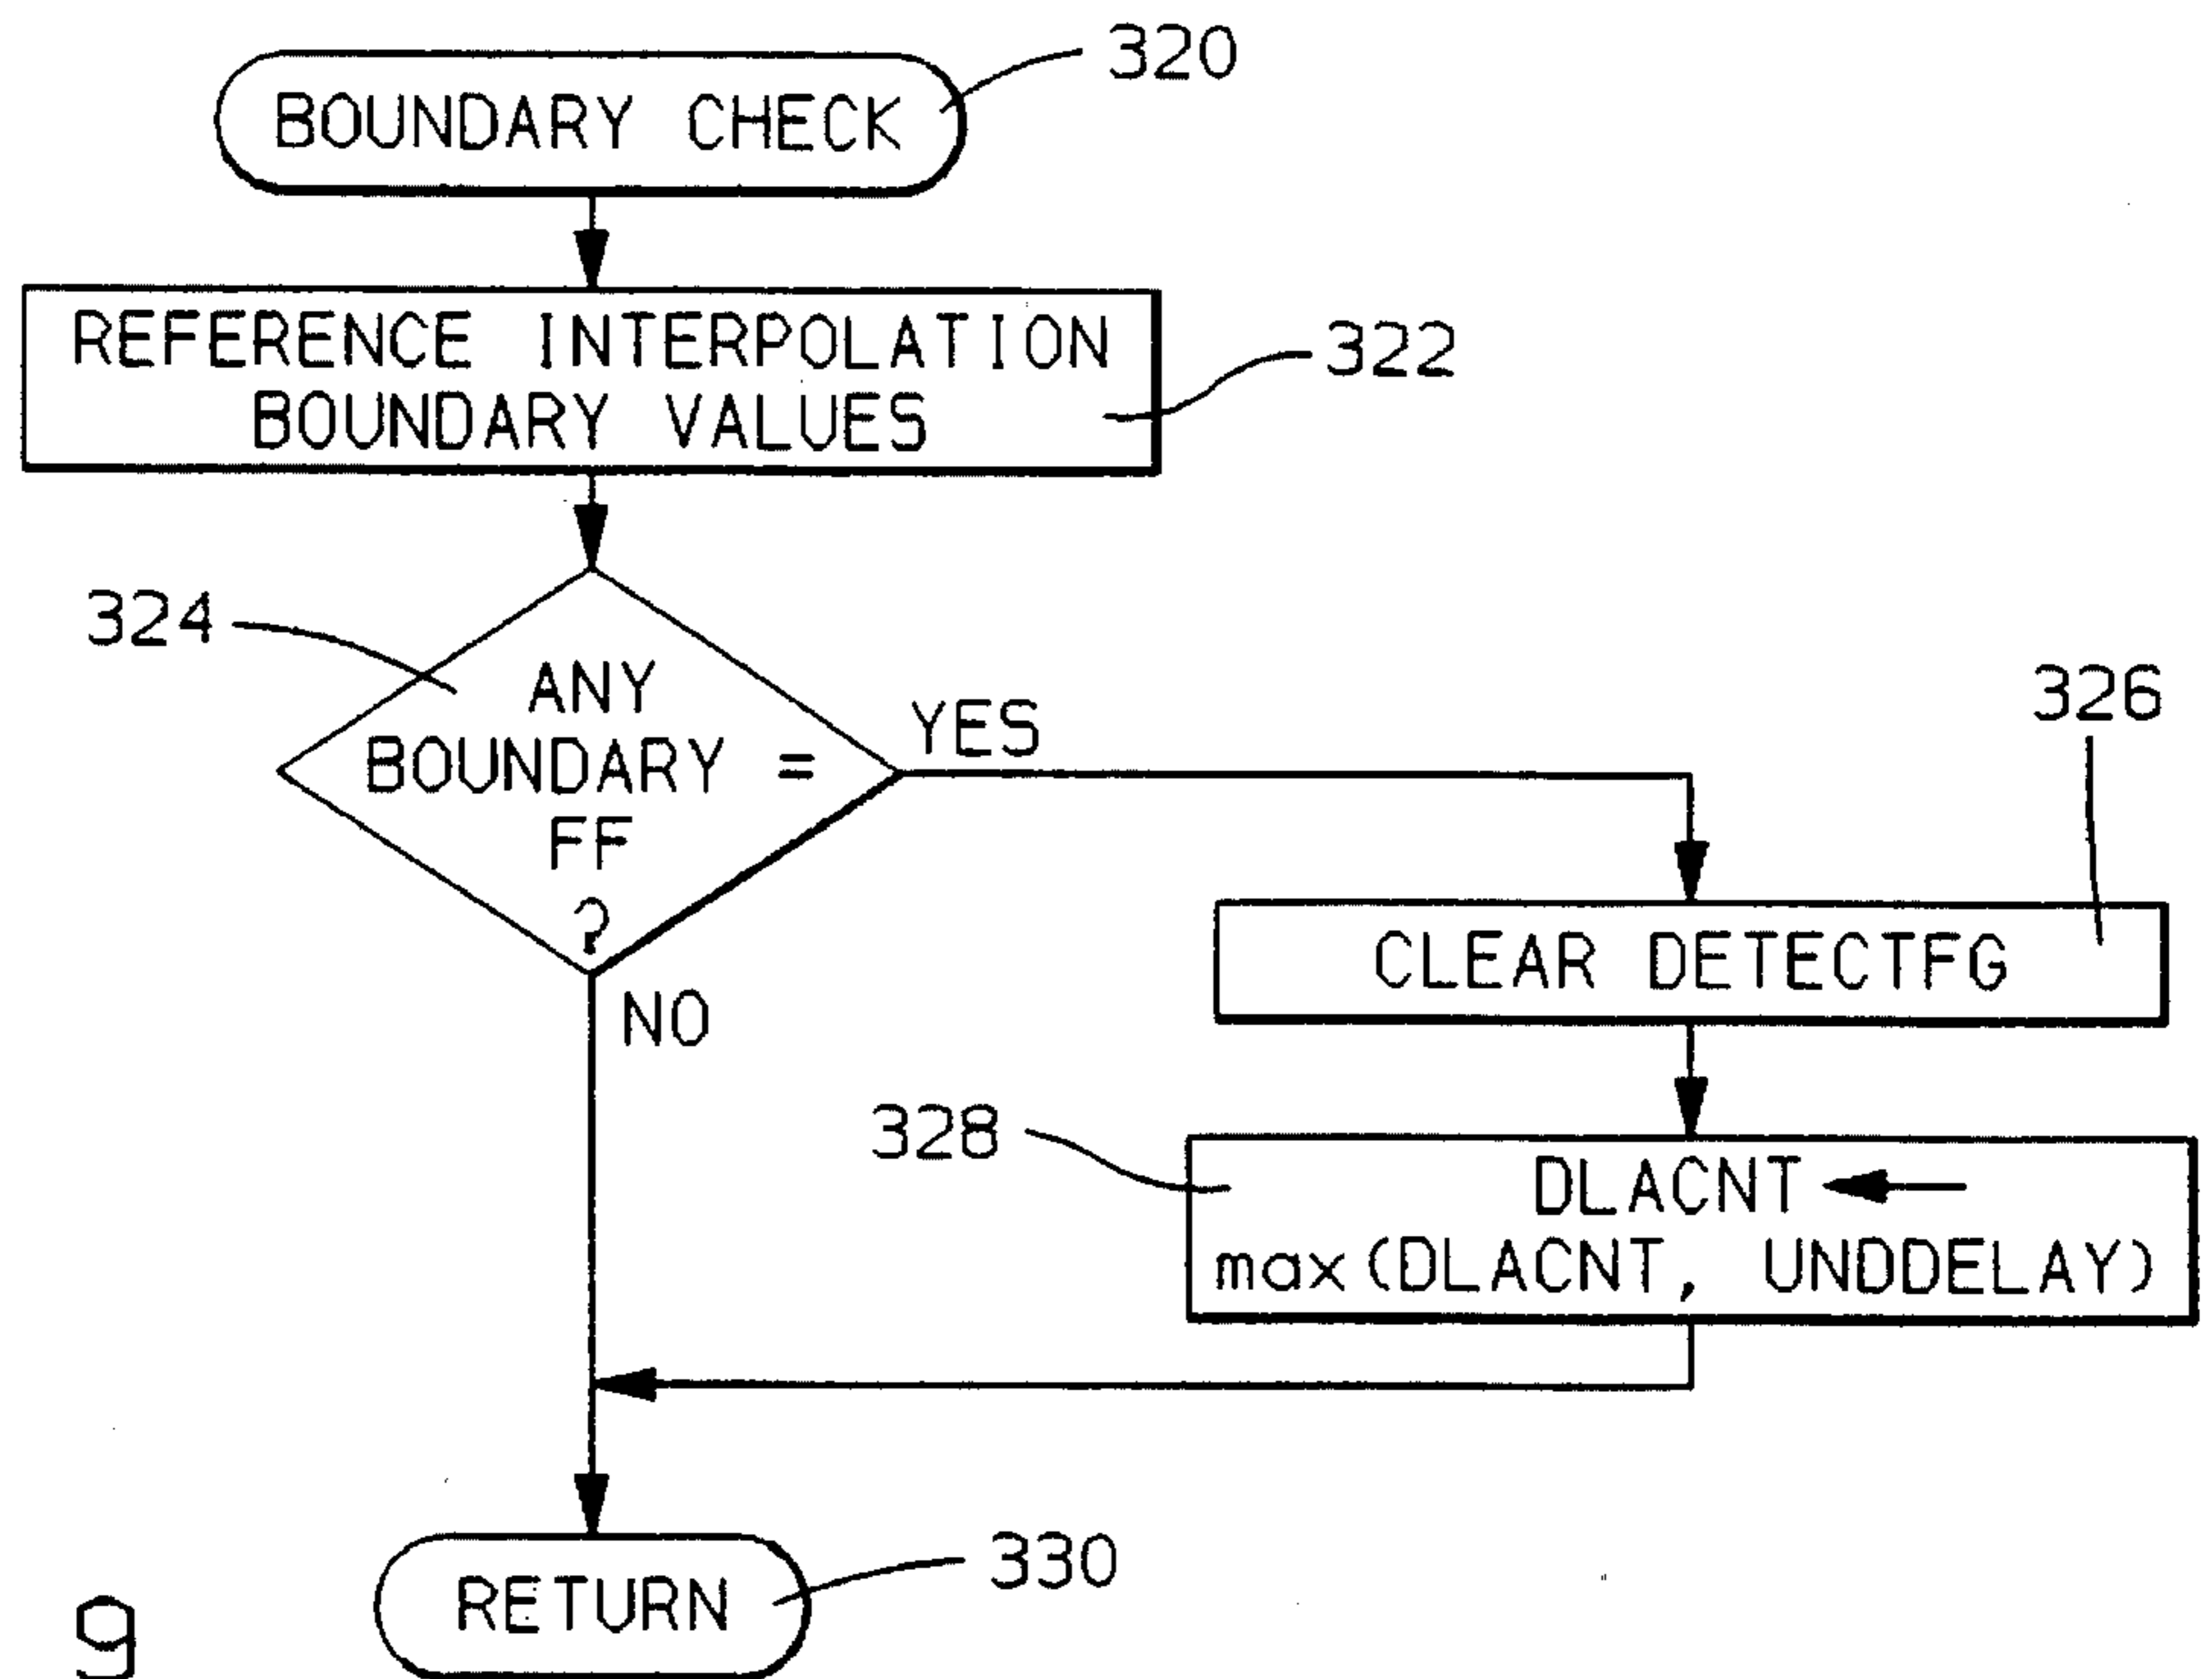 BOUNDARY CHECK
320
REFERENCE INTERPOLATION
BOUNDARY VALUES
322
324
ANY
BOUNDARY =
FF
?
YES
NO
326
CLEAR DETECTFG
328
DLACNT ←
max(DLACNT, UNDDELAY)
RETURN
330
9